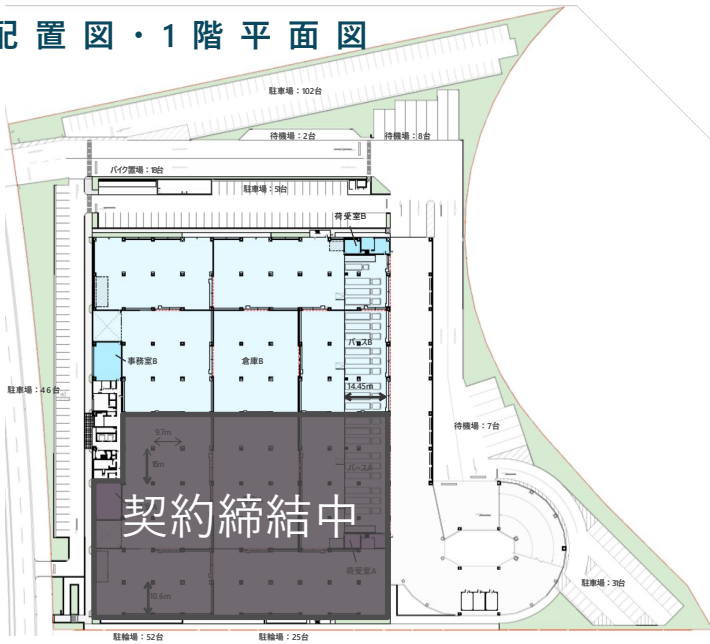 配置図・1階平面図
駐車場：102台
待機場：2台
待機場：8台
バイク置場：18台
駐車場：51台
荷受室B
事務室B
倉庫B
バースB
14.45m
駐車場：46台
待機場：7台
9.7m
バースA
契約締結中
荷受室A
駐車場：31台
10.6m
駐輪場：52台
駐輪場：25台